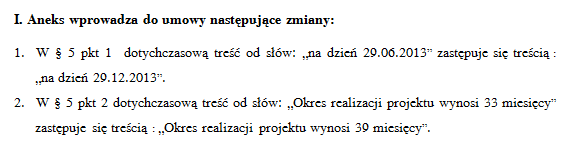 I. Aneks wprowadza do umowy następujące zmiany:
1. W § 5 pkt 1 dotychczasową treść od słów: „na dzień 29.06.2013” zastępuje się treścią :
„na dzień 29.12.2013”.
2. W § 5 pkt 2 dotychczasową treść od słów: „Okres realizacji projektu wynosi 33 miesięcy”
zastępuje się treścią : „Okres realizacji projektu wynosi 39 miesięcy”.